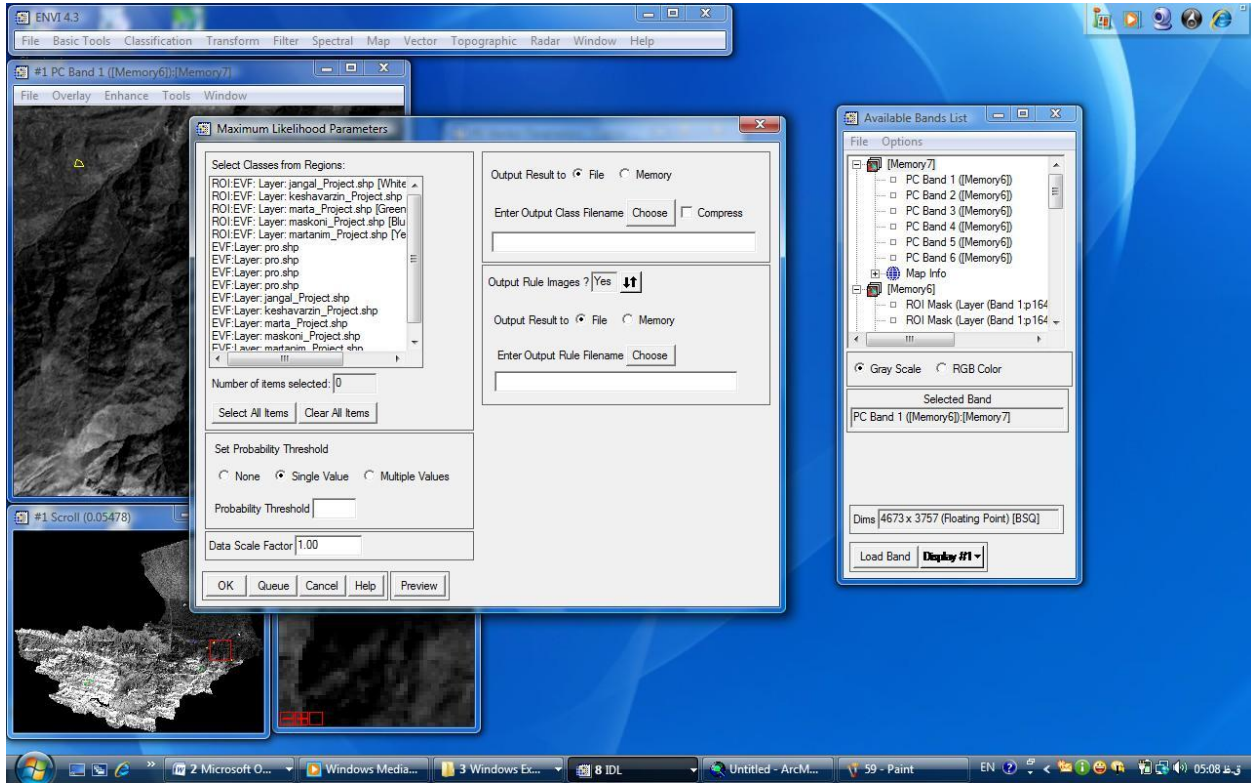 ENVI 4.3
File Basic Tools Classification Transform Filter Spectral Map Vector Topographic Radar Window Help
#1 PC Band 1 ([Memory6]):[Memory7]
File Overlay Enhance Tools Window
Maximum Likelihood Parameters
Select Classes from Regions:
ROI:EVF: Layer: jangal_Project.shp [White
ROI:EVF: Layer: keshavarzin_Project.shp
ROI:EVF: Layer: marta_Project.shp [Green
ROI:EVF: Layer: maskoni_Project.shp [Blu
ROI:EVF: Layer: martanim_Project.shp [Ye
EVF:Layer: pro.shp
EVF:Layer: pro.shp
EVF:Layer: pro.shp
EVF:Layer: pro.shp
EVF:Layer: jangal_Project.shp
EVF:Layer: keshavarzin_Project.shp
EVF:Layer: marta_Project.shp
EVF:Layer: maskoni_Project.shp
EVF:Layer: martanim_Project.shp
Number of items selected: 0
Select All Items Clear All Items
Set Probability Threshold
None Single Value Multiple Values
Probability Threshold
Data Scale Factor 1.00
OK Queue Cancel Help Preview
Output Result to File Memory
Enter Output Class Filename Choose Compress
Output Rule Images ? Yes
Output Result to File Memory
Enter Output Rule Filename Choose
Available Bands List
File Options
[Memory7]
PC Band 1 ([Memory6])
PC Band 2 ([Memory6])
PC Band 3 ([Memory6])
PC Band 4 ([Memory6])
PC Band 5 ([Memory6])
PC Band 6 ([Memory6])
Map Info
[Memory6]
ROI Mask (Layer (Band 1:p164
ROI Mask (Layer (Band 1:p164
Gray Scale RGB Color
Selected Band
PC Band 1 ([Memory6]):[Memory7]
Dims 4673 x 3757 (Floating Point) [BSQ]
Load Band Display #1
#1 Scroll (0.05478)
2 Microsoft O... Windows Media... 3 Windows Ex... 8 IDL Untitled - ArcM... 59 - Paint EN 05:08 ق.ظ